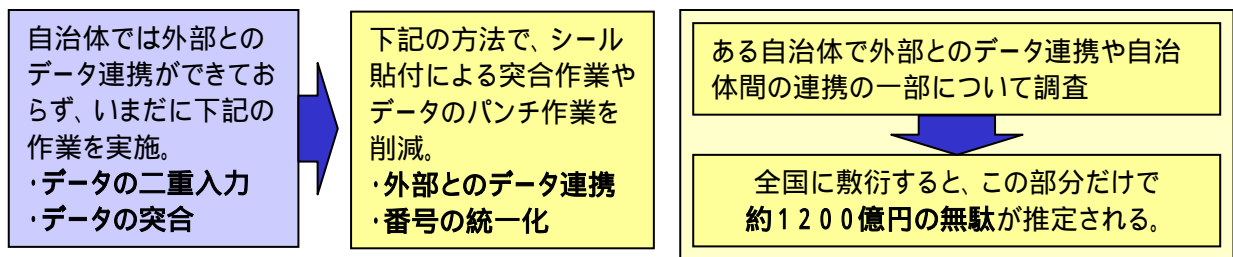 自治体では外部との
データ連携ができてお
らず、いまだに下記の
作業を実施。
・データの二重入力
・データの突合
下記の方法で、シール
貼付による突合作業や
データのパンチ作業を
削減。
・外部とのデータ連携
・番号の統一化
ある自治体で外部とのデータ連携や自治
体間の連携の一部について調査
全国に敷衍すると、この部分だけで
約1200億円の無駄が推定される。